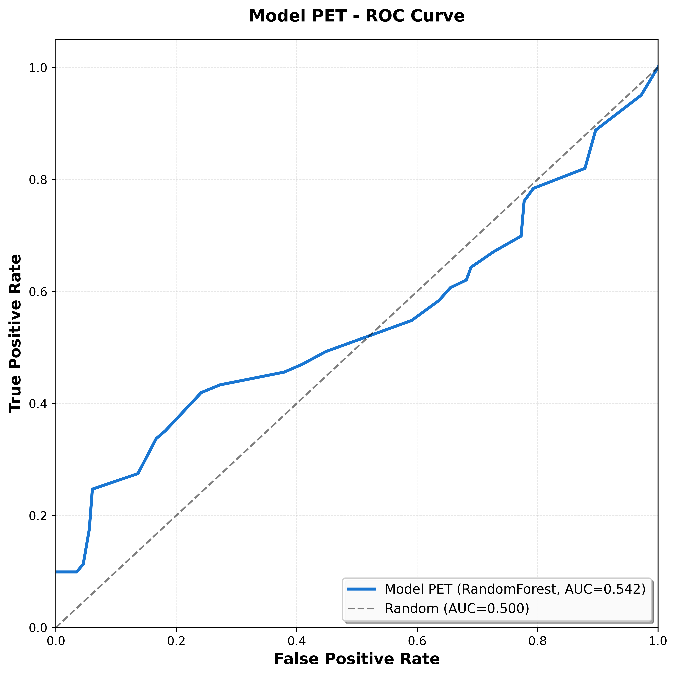 Model PET - ROC Curve
True Positive Rate
1.0
0.8
0.6
0.4
0.2
0.0
0.0 0.2 0.4 0.6 0.8 1.0
False Positive Rate
Model PET (RandomForest, AUC=0.542)
Random (AUC=0.500)